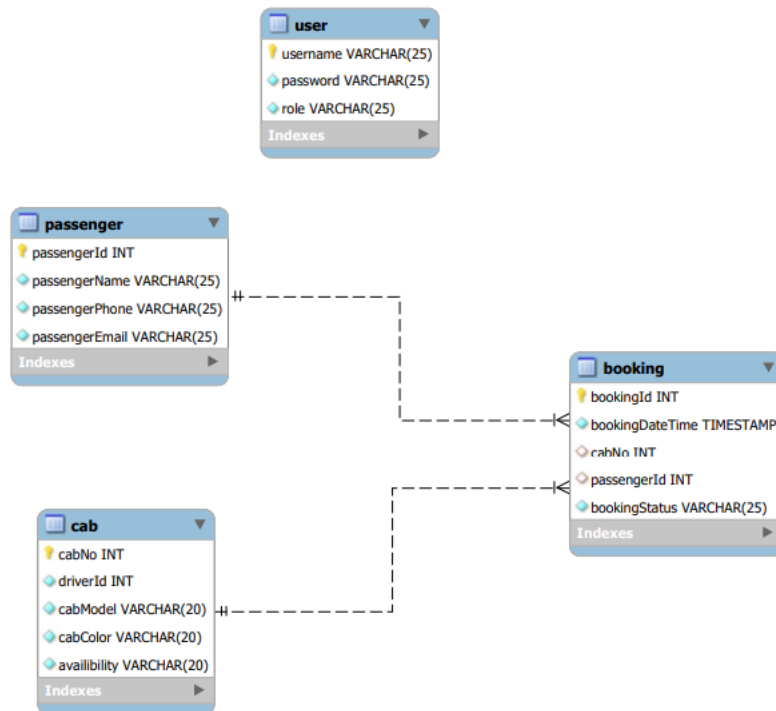 user
username VARCHAR(25)
password VARCHAR(25)
role VARCHAR(25)
Indexes
passenger
passengerId INT
passengerName VARCHAR(25)
passengerPhone VARCHAR(25)
passengerEmail VARCHAR(25)
Indexes
booking
bookingId INT
bookingDateTime TIMESTAMP
cabNo INT
passengerId INT
bookingStatus VARCHAR(25)
Indexes
cab
cabNo INT
driverId INT
cabModel VARCHAR(20)
cabColor VARCHAR(20)
availibility VARCHAR(20)
Indexes